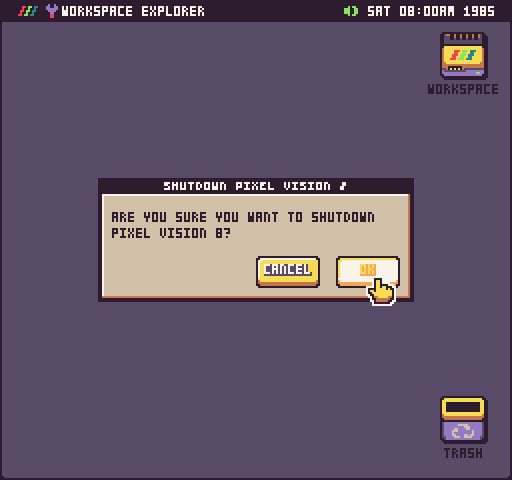 WORKSPACE EXPLORER
SAT 08:00AM 1985
WORKSPACE
SHUTDOWN PIXEL VISION 8
ARE YOU SURE YOU WANT TO SHUTDOWN
PIXEL VISION 8?
CANCEL
OK
TRASH